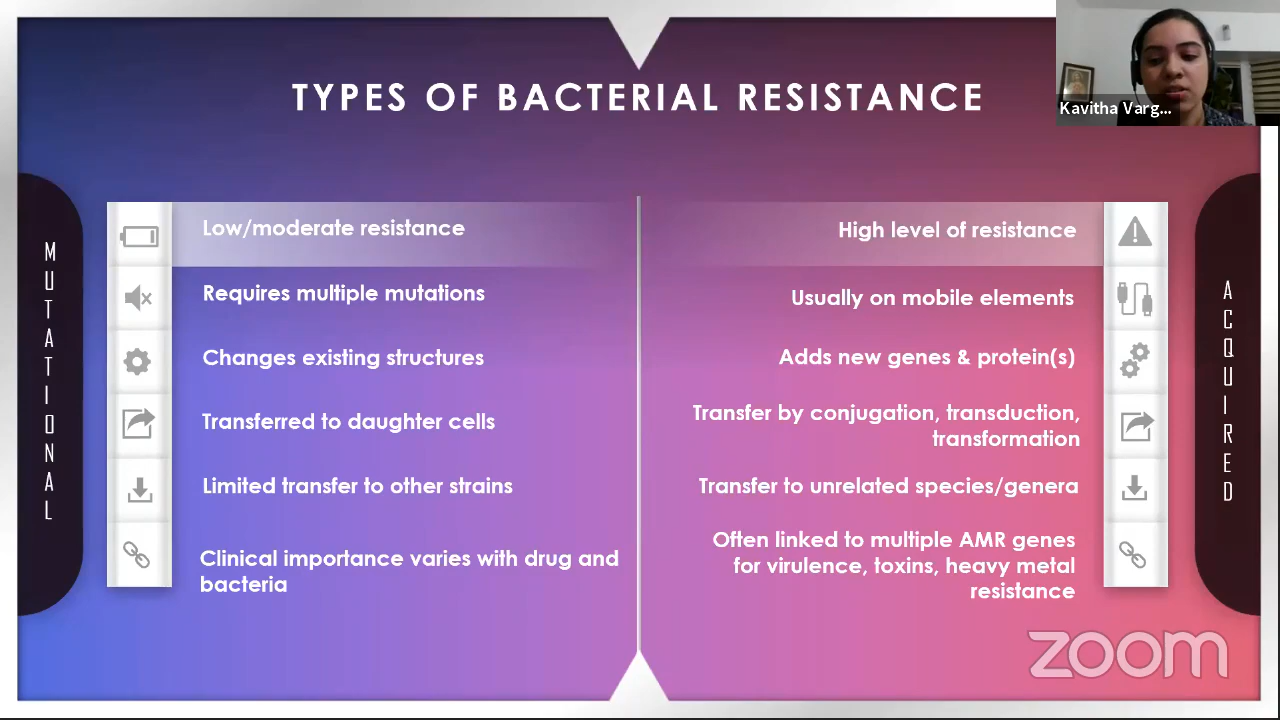 TYPES OF BACTERIAL RESISTANCE
Kavitha Varg...
MUTATIONAL
Low/moderate resistance
Requires multiple mutations
Changes existing structures
Transferred to daughter cells
Limited transfer to other strains
Clinical importance varies with drug and
bacteria
High level of resistance
Usually on mobile elements
Adds new genes & protein(s)
Transfer by conjugation, transduction,
transformation
Transfer to unrelated species/genera
Often linked to multiple AMR genes
for virulence, toxins, heavy metal
resistance
ACQUIRED
zoom